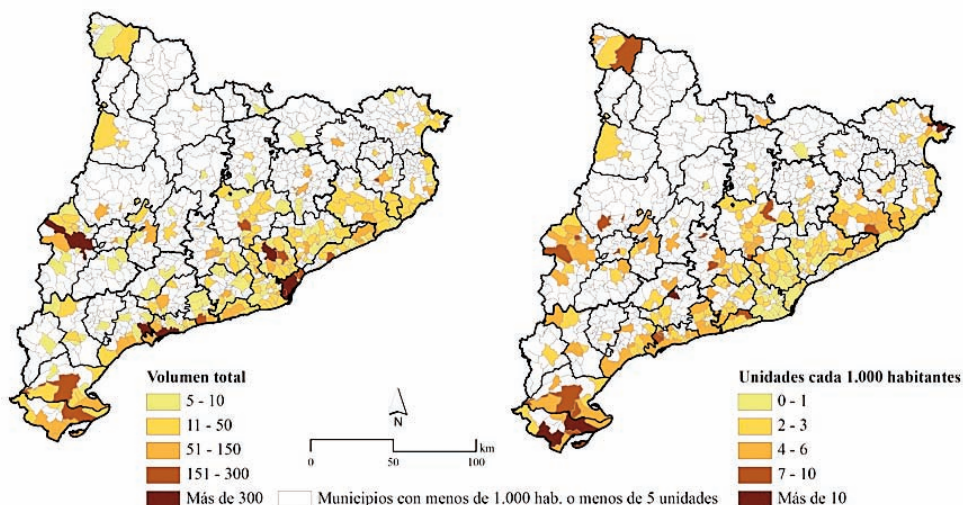 Volumen total
5 - 10
11 - 50
51 - 150
151 - 300
Más de 300
N
km
0 50 100
Municipios con menos de 1.000 hab. o menos de 5 unidades
Unidades cada 1.000 habitantes
0 - 1
2 - 3
4 - 6
7 - 10
Más de 10